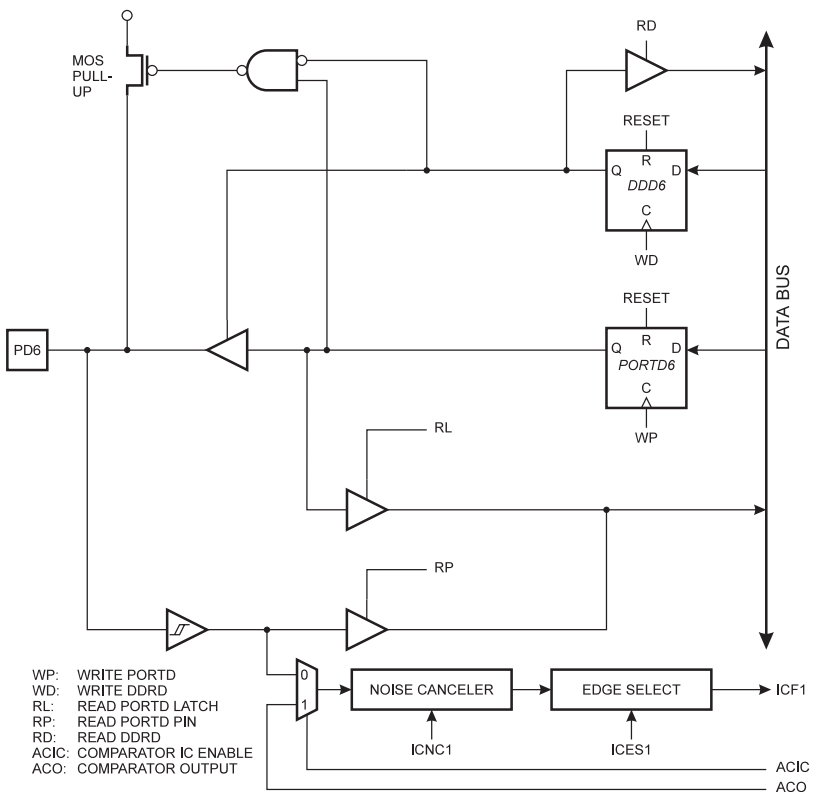 RD
MOS
PULL-
UP
RESET
R
Q
D
DDD6
C
WD
DATA BUS
RESET
PD6
R
Q
D
PORTD6
C
WP
RL
RP
WP: WRITE PORTD
WD: WRITE DDRD
RL: READ PORTD LATCH
RP: READ PORTD PIN
RD: READ DDRD
ACIC: COMPARATOR IC ENABLE
ACO: COMPARATOR OUTPUT
0
1
NOISE CANCELER
EDGE SELECT
ICF1
ICNC1
ICES1
ACIC
ACO